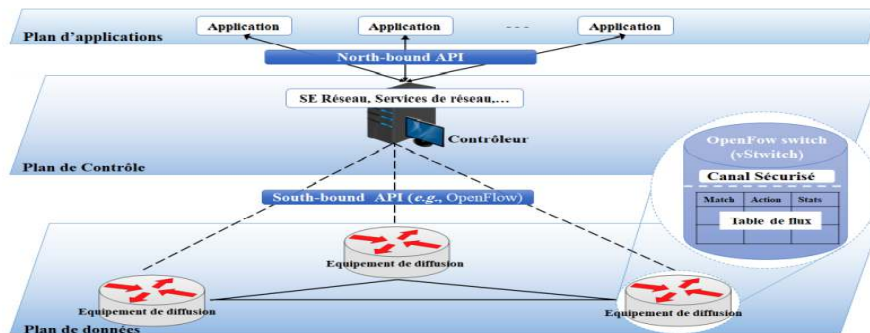 Application
Application
- - -
Application
Plan d'applications
North-bound API
SE Réseau, Services de réseau,...
Contrôleur
Plan de Contrôle
OpenFow switch
(vStwitch)
Canal Sécurisé
Match Action Stats
Table de flux
South-bound API (e.g., OpenFlow)
Equipement de diffusion
Equipement de diffusion
Equipement de diffusion
Plan de données